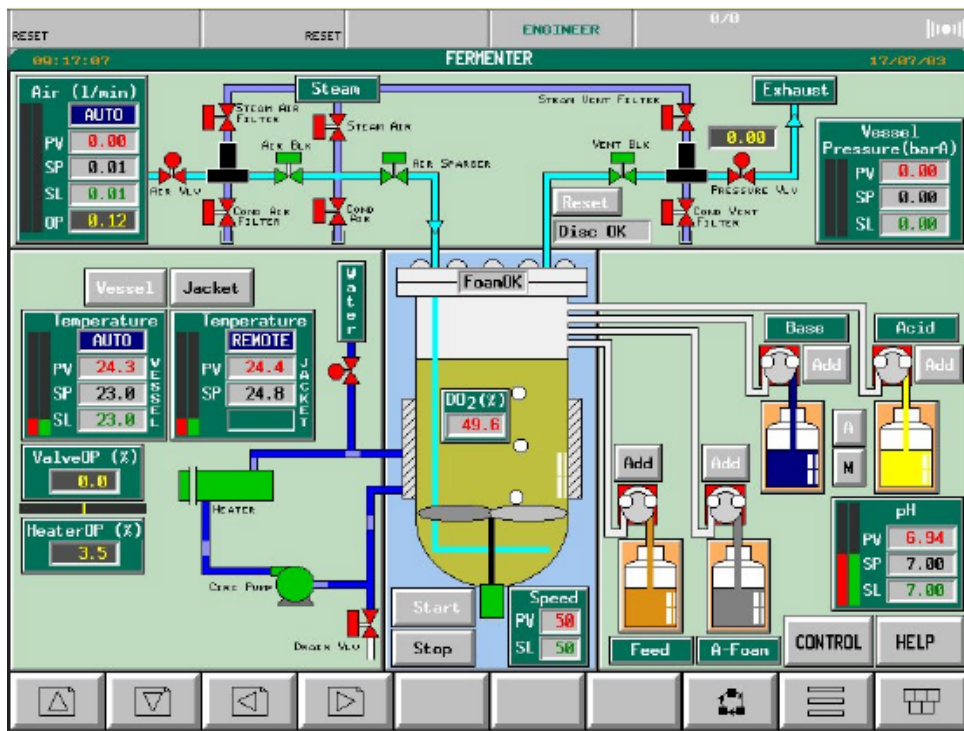 RESET
RESET
ENGINEER
0/0
09:17:07
FERMENTER
17/07/03
Air (l/min)
AUTO
PV 0.00
SP 0.01
SL 0.01
OP 0.12
Steam
STEAM AIR
FILTER
STEAM AIR
AIR BLK
AIR SPARGER
AIR VLV
COND AIR
FILTER
COND
AIR
STEAM VENT FILTER
VENT BLK
0.00
Exhaust
PRESSURE VLV
COND VENT
FILTER
Reset
Disc OK
Vessel
Pressure(barA)
PV 0.00
SP 0.00
SL 0.00
Vessel
Jacket
Temperature
AUTO
PV 24.3
SP 23.0
SL 23.0
VESSEL
Temperature
REMOTE
PV 24.4
SP 24.8
JACKET
Water
ValveOP (%)
0.0
HeaterOP (%)
3.5
HEATER
CIRC PUMP
DRAIN VLV
FoamOK
DO2(%)
49.6
Start
Stop
Speed
PV 50
SL 50
Base
Add
Acid
Add
A
M
Add
Add
Feed
A-Foam
pH
PV 6.94
SP 7.00
SL 7.00
CONTROL
HELP